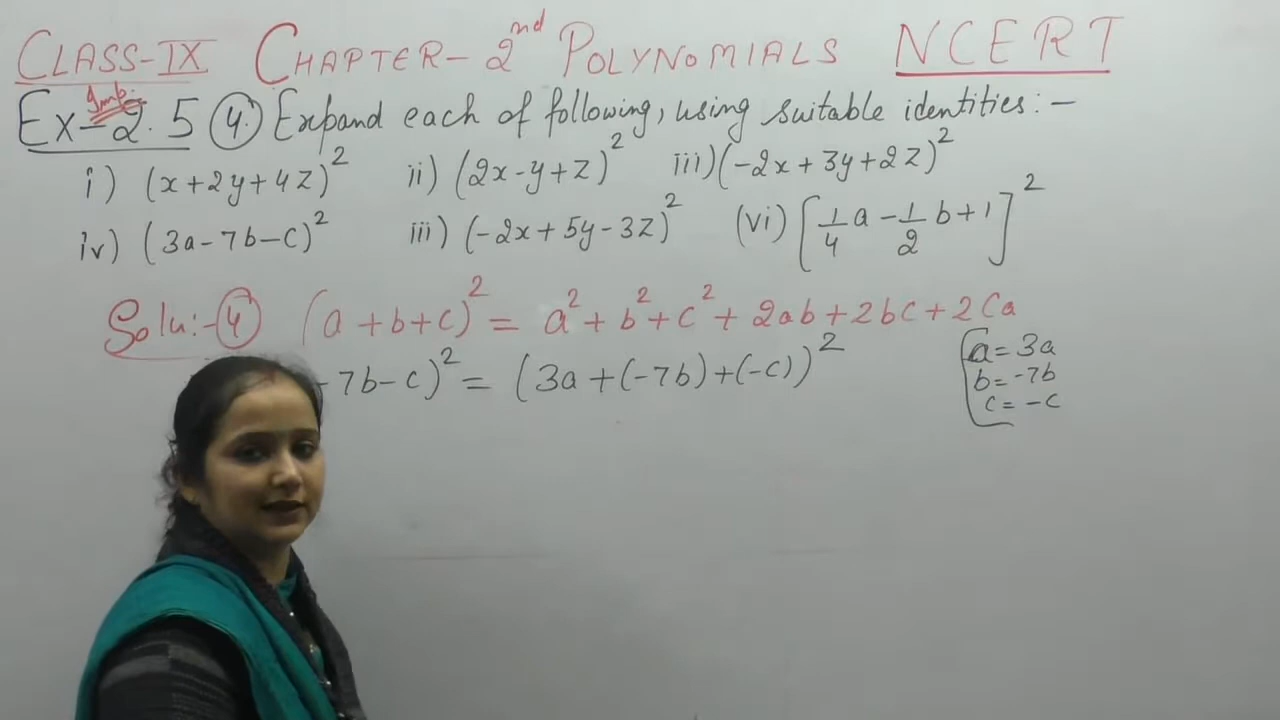 CLASS-IX CHAPTER-2nd POLYNOMIALS NCERT
Imp.
Ex-2.5 (4.) Expand each of following, using suitable identities:-
i) (x+2y+4z)² ii) (2x-y+z)² iii) (-2x+3y+2z)²
iv) (3a-7b-c)² iii) (-2x+5y-3z)² (vi) [1/4 a - 1/2 b+1]²
Solu:-(4) (a+b+c)² = a²+b²+c²+2ab+2bc+2ca
-7b-c)² = (3a+(-7b)+(-c))²
a=3a
b=-7b
c=-c